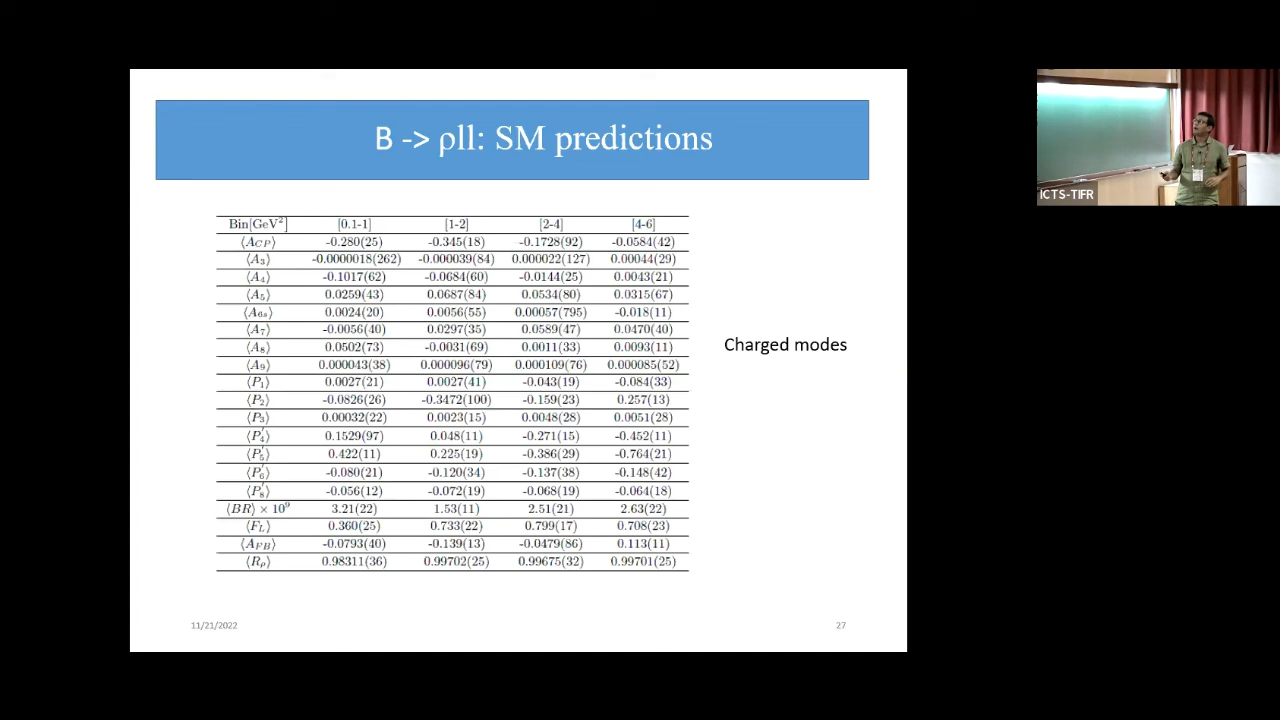 B -> ρll: SM predictions
ICTS-TIFR
Bin[GeV²] [0.1-1] [1-2] [2-4] [4-6]
⟨A_CP⟩ -0.280(25) -0.345(18) -0.1728(92) -0.0584(42)
⟨A_3⟩ -0.0000018(262) -0.000039(84) 0.000022(127) 0.00044(29)
⟨A_4⟩ -0.1017(62) -0.0684(60) -0.0144(25) 0.0043(21)
⟨A_5⟩ 0.0259(43) 0.0687(84) 0.0534(80) 0.0315(67)
⟨A_6s⟩ 0.0024(20) 0.0056(55) 0.00057(795) -0.018(11)
⟨A_7⟩ -0.0056(40) 0.0297(35) 0.0589(47) 0.0470(40)
⟨A_8⟩ 0.0502(73) -0.0031(69) 0.0011(33) 0.0093(11)
⟨A_9⟩ 0.000043(38) 0.000096(79) 0.000109(76) 0.000085(52)
⟨P_1⟩ 0.0027(21) 0.0027(41) -0.043(19) -0.084(33)
⟨P_2⟩ -0.0826(26) -0.3472(100) -0.159(23) 0.257(13)
⟨P_3⟩ 0.00032(22) 0.0023(15) 0.0048(28) 0.0051(28)
⟨P_4'⟩ 0.1529(97) 0.048(11) -0.271(15) -0.452(11)
⟨P_5'⟩ 0.422(11) 0.225(19) -0.386(29) -0.764(21)
⟨P_6'⟩ -0.080(21) -0.120(34) -0.137(38) -0.148(42)
⟨P_8'⟩ -0.056(12) -0.072(19) -0.068(19) -0.064(18)
⟨BR⟩ × 10⁹ 3.21(22) 1.53(11) 2.51(21) 2.63(22)
⟨F_L⟩ 0.360(25) 0.733(22) 0.799(17) 0.708(23)
⟨A_FB⟩ -0.0793(40) -0.139(13) -0.0479(86) 0.113(11)
⟨R_ρ⟩ 0.98311(36) 0.99702(25) 0.99675(32) 0.99701(25)
Charged modes
11/21/2022
27